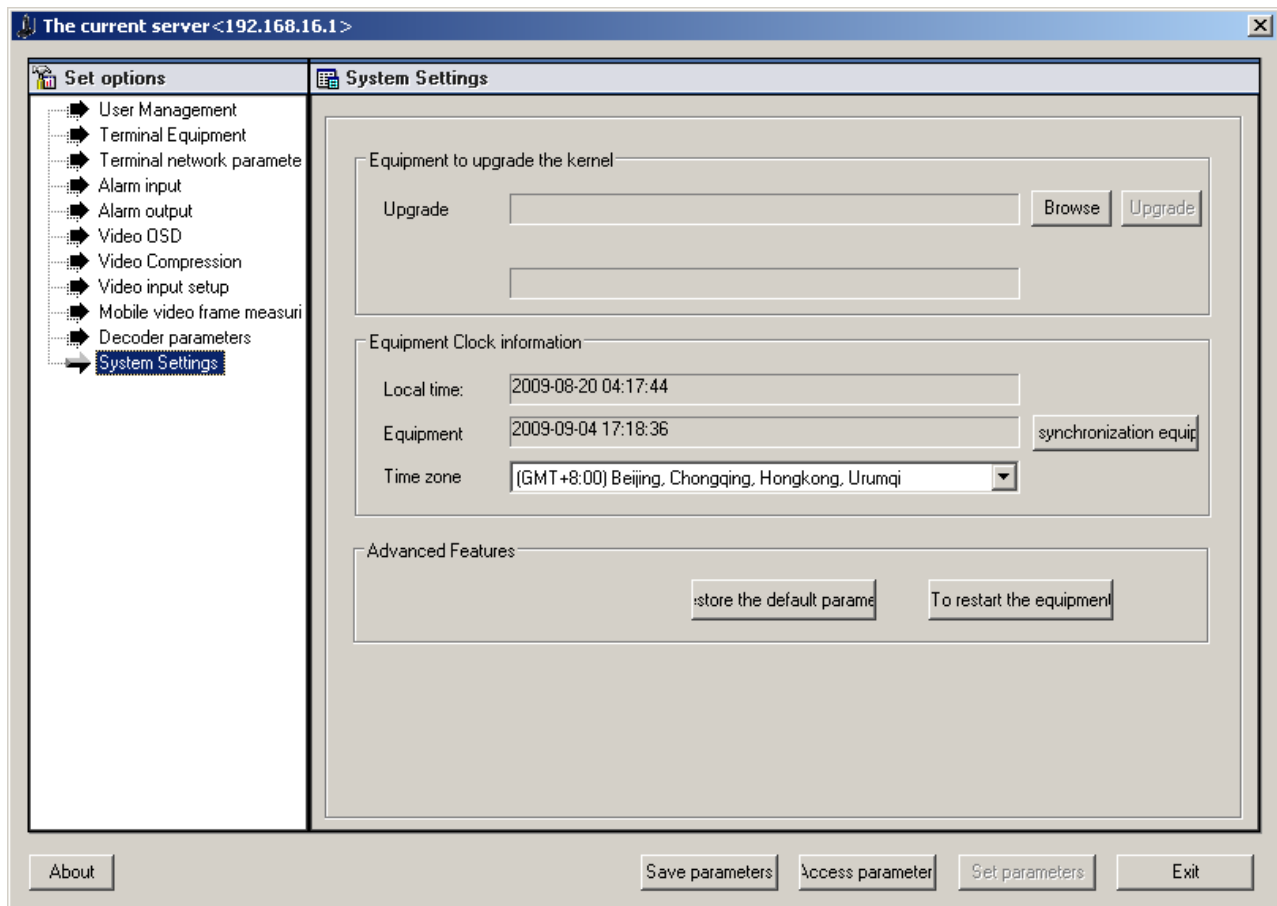 The current server<192.168.16.1>
Set options
User Management
Terminal Equipment
Terminal network paramete
Alarm input
Alarm output
Video OSD
Video Compression
Video input setup
Mobile video frame measuri
Decoder parameters
System Settings
System Settings
Equipment to upgrade the kernel
Upgrade Browse Upgrade
Equipment Clock information
Local time: 2009-08-20 04:17:44
Equipment 2009-09-04 17:18:36 synchronization equip
Time zone (GMT+8:00) Beijing, Chongqing, Hongkong, Urumqi
Advanced Features
store the default parame To restart the equipment
About Save parameters Access parameter Set parameters Exit